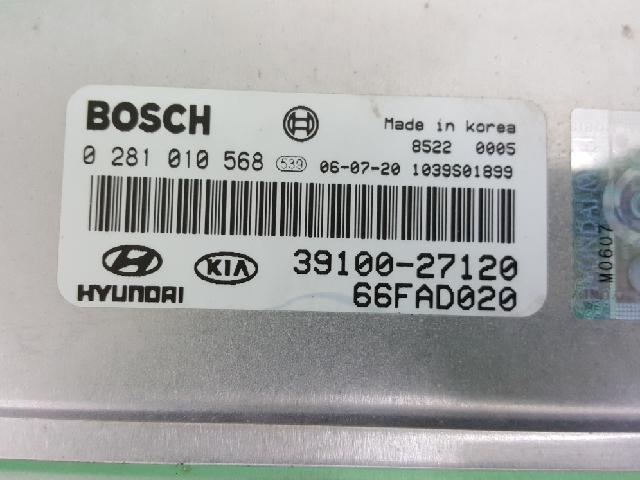 BOSCH
Made in korea
8522 0005
0 281 010 568 539 06-07-20 1039S01899
HYUNDAI
KIA
39100-27120
66FAD020
M0607